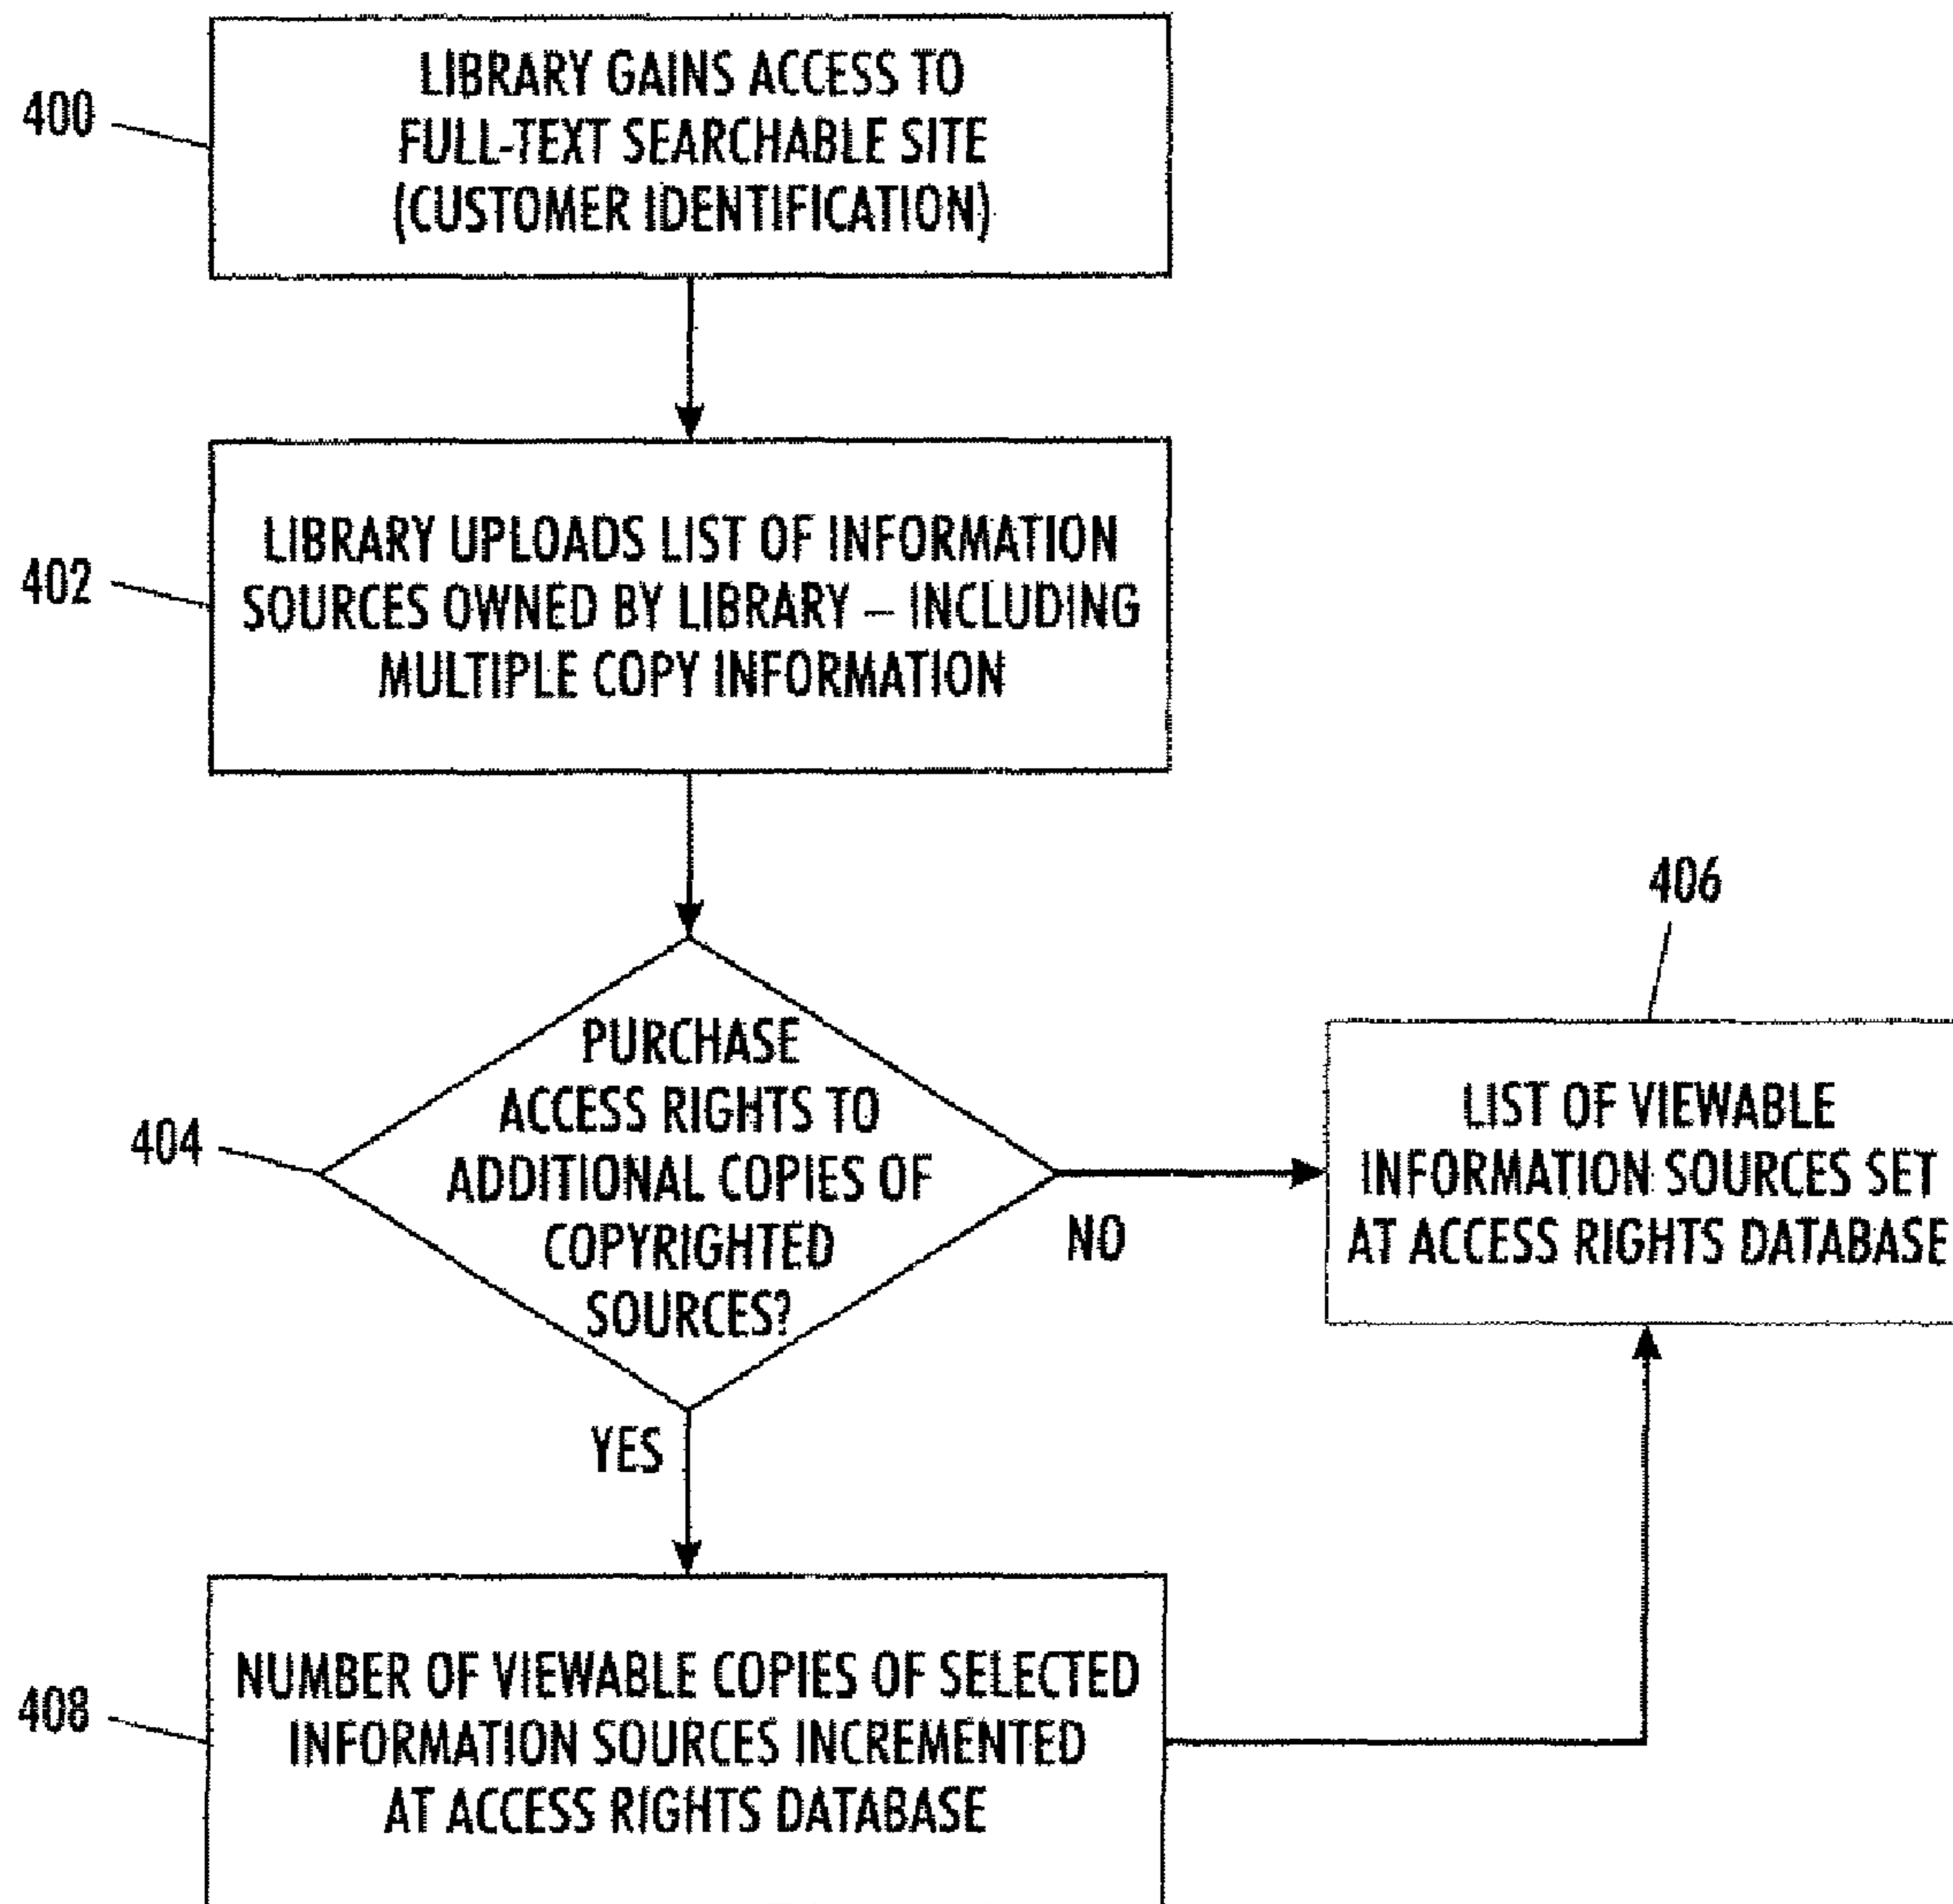 400
LIBRARY GAINS ACCESS TO
FULL-TEXT SEARCHABLE SITE
(CUSTOMER IDENTIFICATION)
402
LIBRARY UPLOADS LIST OF INFORMATION
SOURCES OWNED BY LIBRARY – INCLUDING
MULTIPLE COPY INFORMATION
404
PURCHASE
ACCESS RIGHTS TO
ADDITIONAL COPIES OF
COPYRIGHTED
SOURCES?
NO
406
LIST OF VIEWABLE
INFORMATION SOURCES SET
AT ACCESS RIGHTS DATABASE
YES
408
NUMBER OF VIEWABLE COPIES OF SELECTED
INFORMATION SOURCES INCREMENTED
AT ACCESS RIGHTS DATABASE